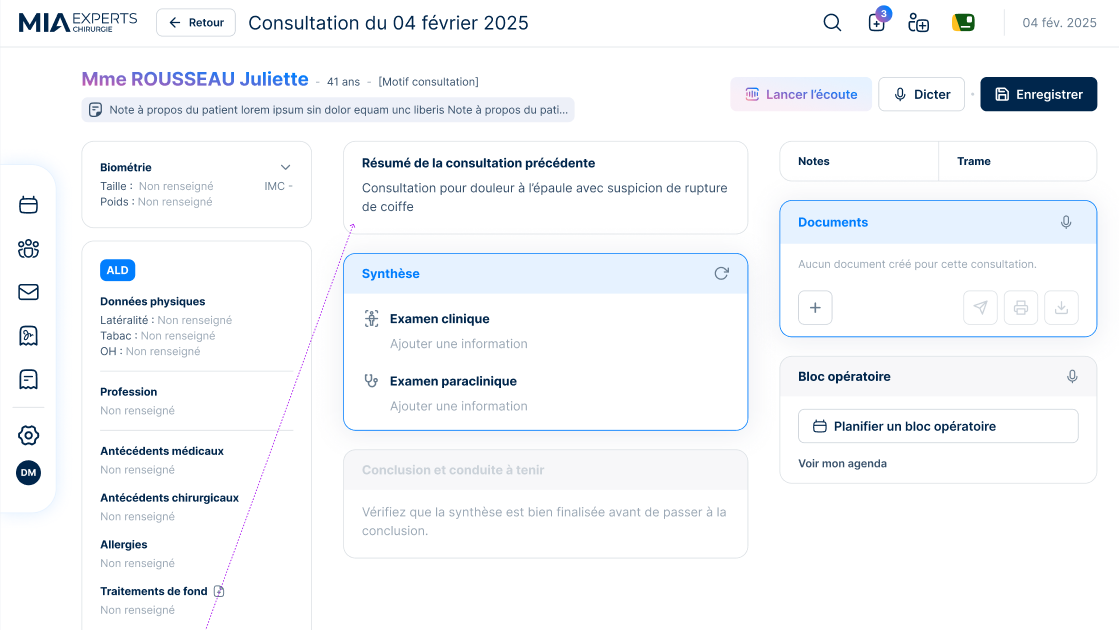 MIA EXPERTS
CHIRURGIE
Retour
Consultation du 04 février 2025
3
04 fév. 2025
Mme ROUSSEAU Juliette - 41 ans - [Motif consultation]
Note à propos du patient lorem ipsum sin dolor equam unc liberis Note à propos du pati...
Lancer l'écoute
Dicter
Enregistrer
Biométrie
Taille : Non renseigné IMC -
Poids : Non renseigné
ALD
Données physiques
Latéralité : Non renseigné
Tabac : Non renseigné
OH : Non renseigné
Profession
Non renseigné
Antécédents médicaux
Non renseigné
Antécédents chirurgicaux
Non renseigné
Allergies
Non renseigné
Traitements de fond
Non renseigné
DM
Résumé de la consultation précédente
Consultation pour douleur à l'épaule avec suspicion de rupture
de coiffe
Synthèse
Examen clinique
Ajouter une information
Examen paraclinique
Ajouter une information
Conclusion et conduite à tenir
Vérifiez que la synthèse est bien finalisée avant de passer à la
conclusion.
Notes
Trame
Documents
Aucun document créé pour cette consultation.
Bloc opératoire
Planifier un bloc opératoire
Voir mon agenda